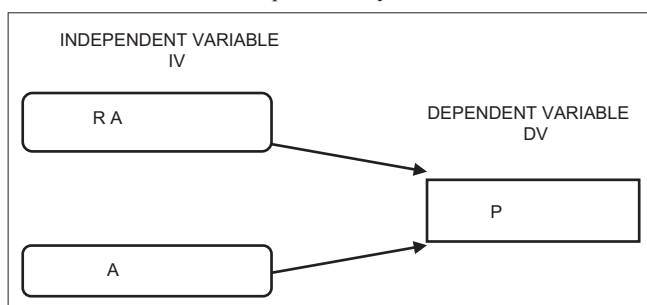 INDEPENDENT VARIABLE
IV
R A
DEPENDENT VARIABLE
DV
P
A